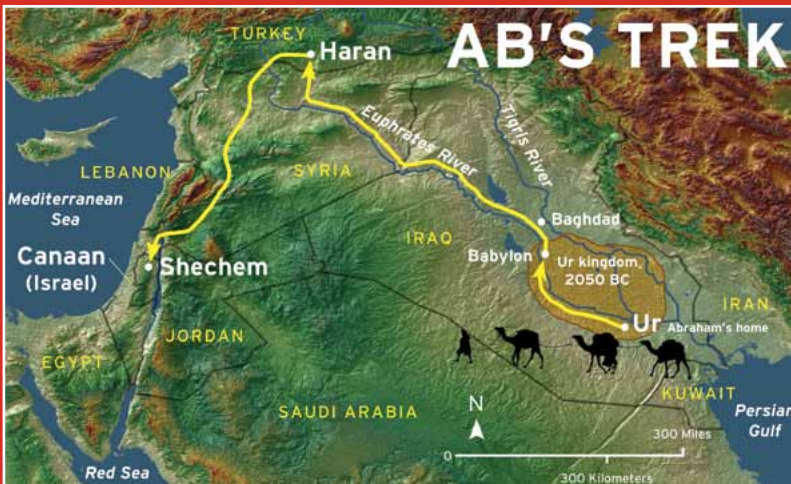 AB'S TREK
TURKEY
Haran
Euphrates River
Tigris River
LEBANON
SYRIA
Mediterranean
Sea
IRAQ
Baghdad
Babylon
Ur kingdom,
2050 BC
Canaan
(Israel)
Shechem
IRAN
Ur
Abraham's home
JORDAN
EGYPT
KUWAIT
SAUDI ARABIA
N
Persian
Gulf
300 Miles
0
300 Kilometers
Red Sea